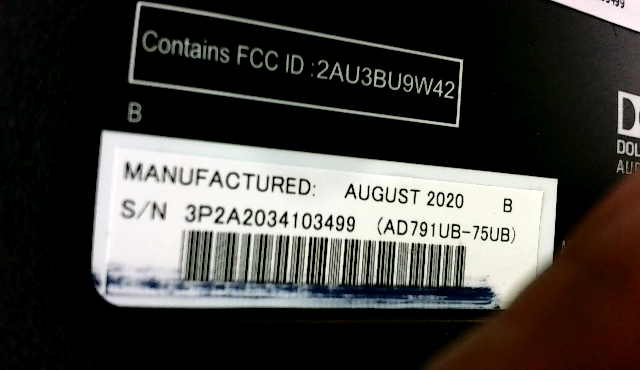 Contains FCC ID :2AU3BU9W42
B
MANUFACTURED: AUGUST 2020 B
S/N 3P2A2034103499 (AD791UB-75UB)